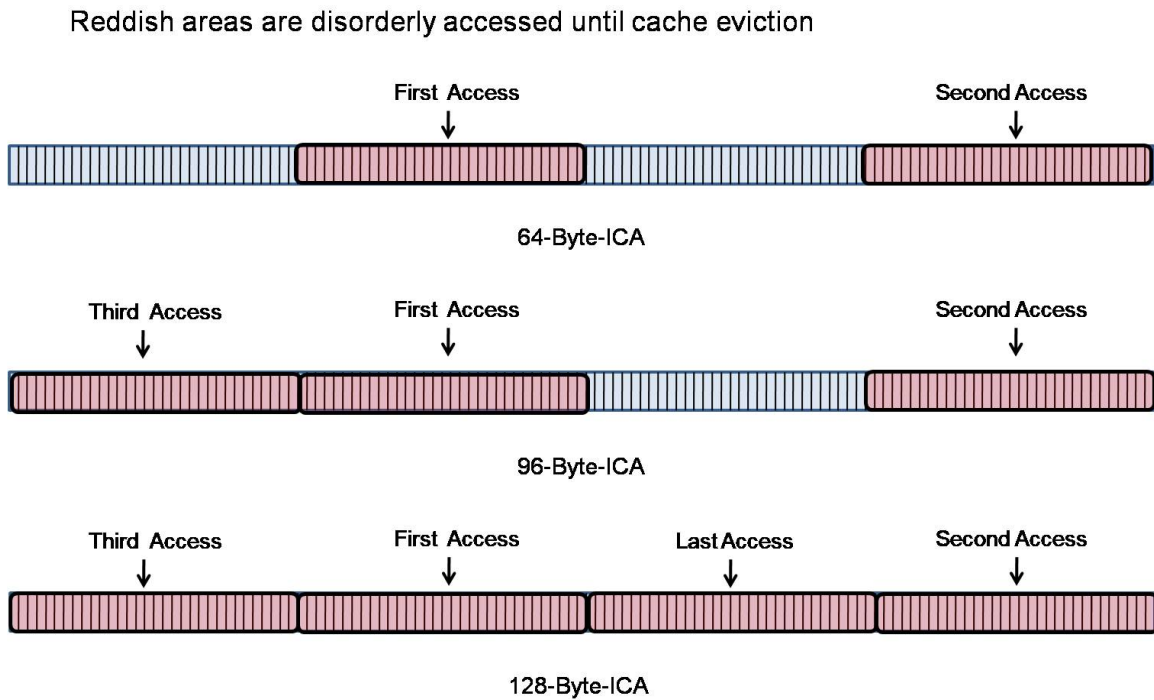 Reddish areas are disorderly accessed until cache eviction
First Access
Second Access
64-Byte-ICA
Third Access
First Access
Second Access
96-Byte-ICA
Third Access
First Access
Last Access
Second Access
128-Byte-ICA